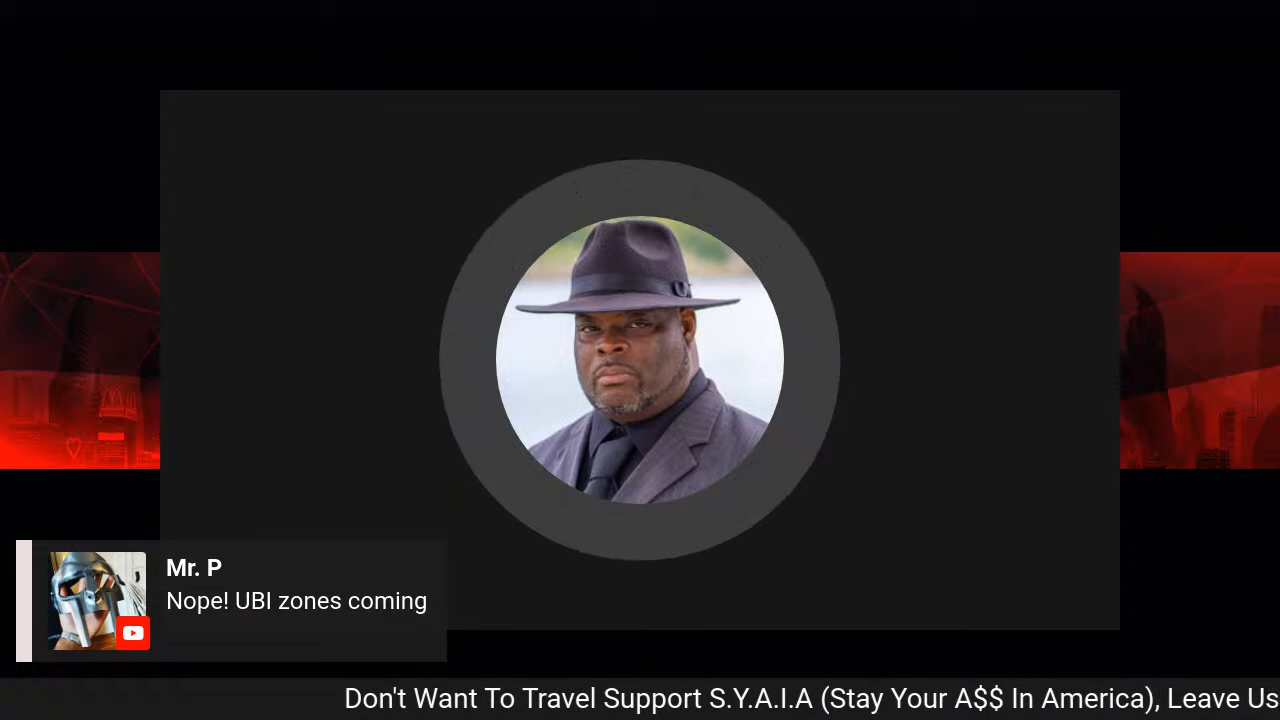 Mr. P
Nope! UBI zones coming
Don't Want To Travel Support S.Y.A.I.A (Stay Your A$$ In America), Leave Us